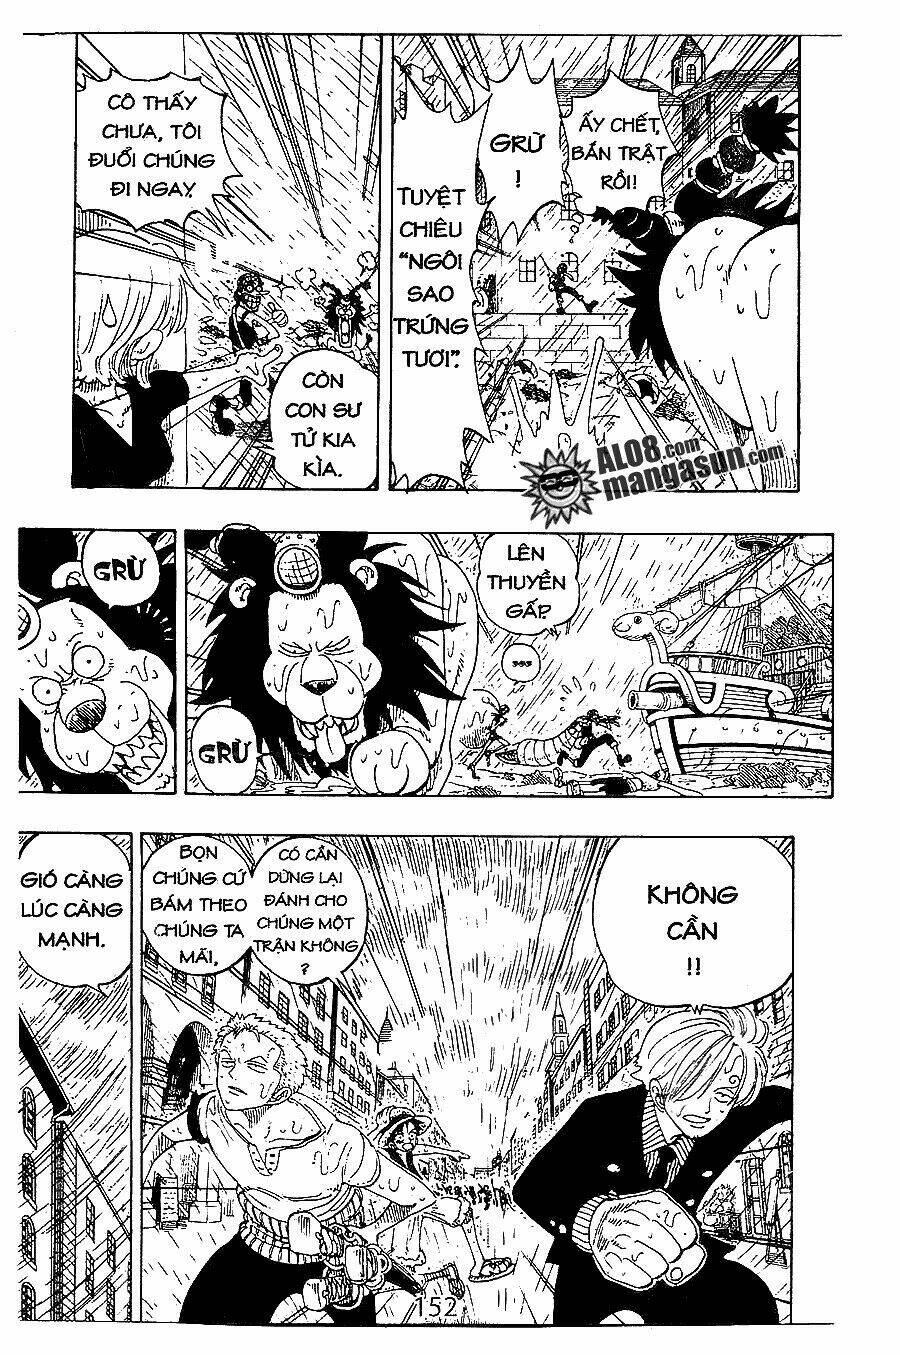 ẤY CHẾT,
BẮN TRẬT
RỒI!
GRỪ
!
TUYỆT
CHIÊU
“NGÔI
SAO
TRỨNG
TƯƠI”.
CÔ THẤY
CHƯA, TÔI
ĐUỔI CHÚNG
ĐI NGAY.
CÒN
CON SƯ
TỬ KIA
KÌA.
ALO8.com
mangasun.com
LÊN
THUYỀN
GẤP.
,,,
GRỪ
GRỪ
KHÔNG
CẦN
!!
CÓ CẦN
DỪNG LẠI
ĐÁNH CHO
CHÚNG MỘT
TRẬN KHÔNG
?
BỌN
CHÚNG CỨ
BÁM THEO
CHÚNG TA
MÃI,
GIÓ CÀNG
LÚC CÀNG
MẠNH.
152